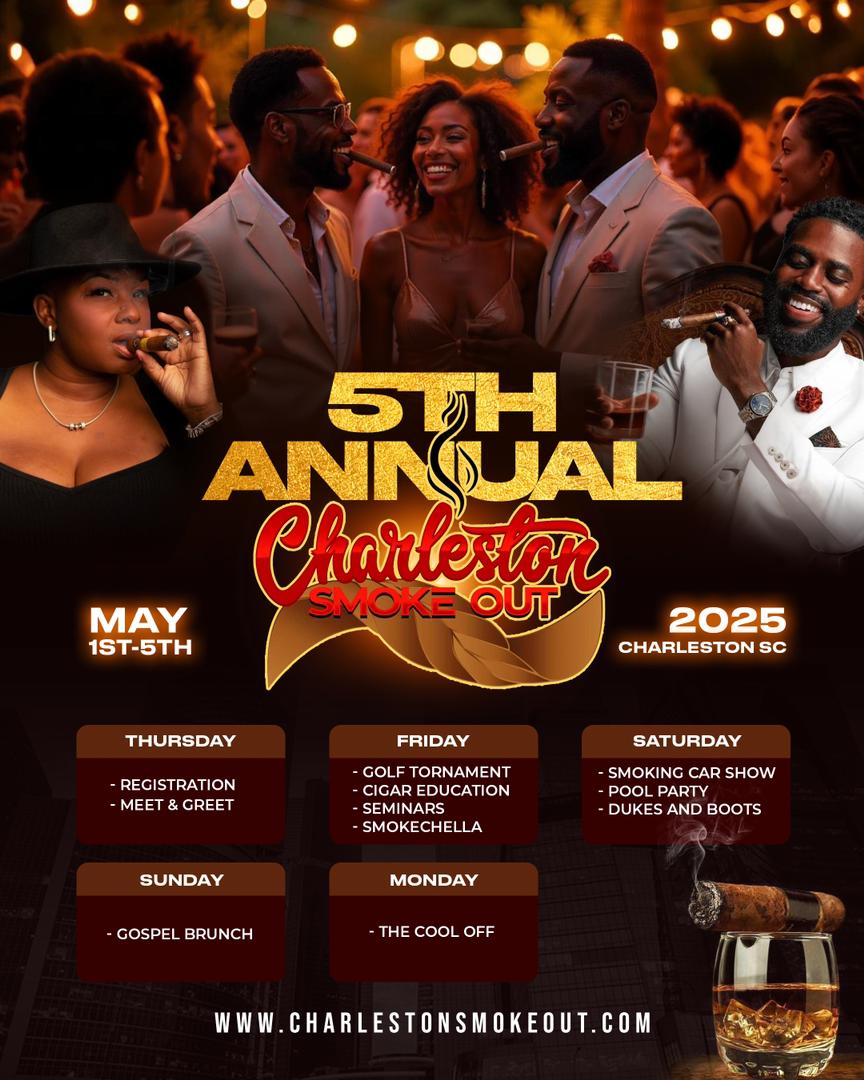 5TH
ANNUAL
Charleston
SMOKE OUT
MAY
1ST-5TH
2025
CHARLESTON SC
THURSDAY
- REGISTRATION
- MEET & GREET
FRIDAY
- GOLF TORNAMENT
- CIGAR EDUCATION
- SEMINARS
- SMOKECHELLA
SATURDAY
- SMOKING CAR SHOW
- POOL PARTY
- DUKES AND BOOTS
SUNDAY
- GOSPEL BRUNCH
MONDAY
- THE COOL OFF
WWW.CHARLESTONSMOKEOUT.COM